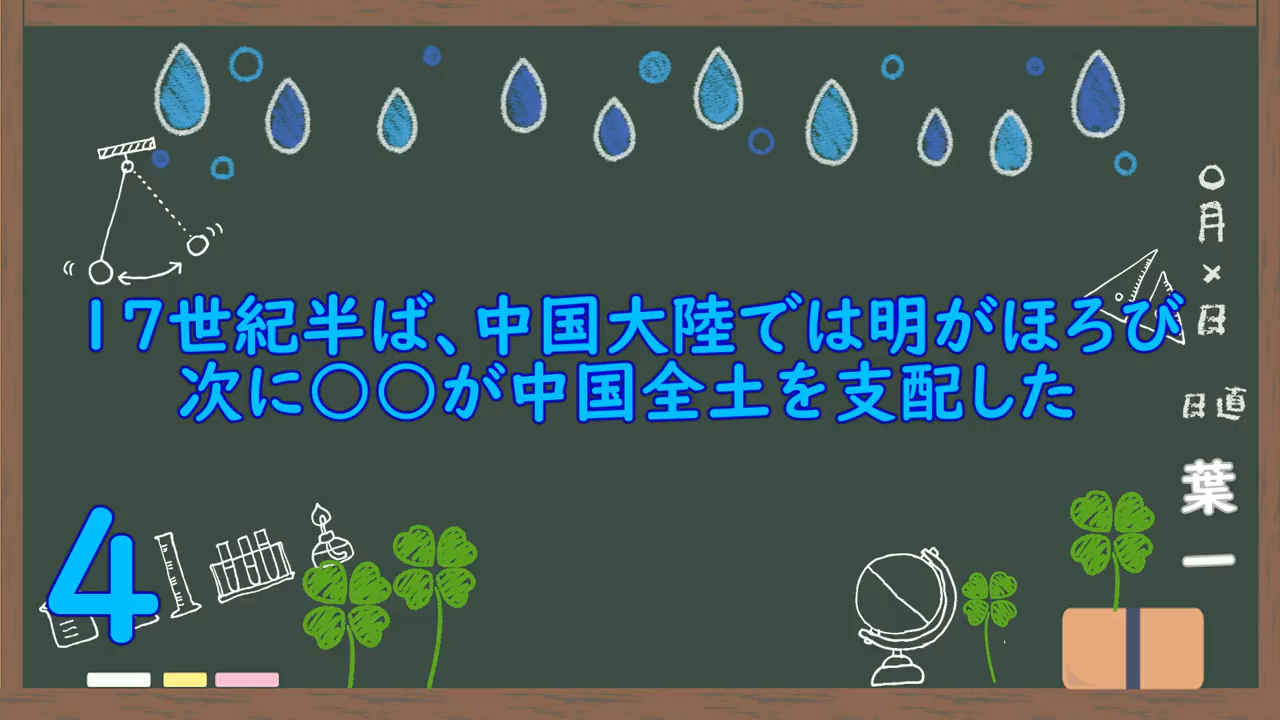 17世紀半ば、中国大陸では明がほろび
次に〇〇が中国全土を支配した
4
〇月×日
日直
葉一